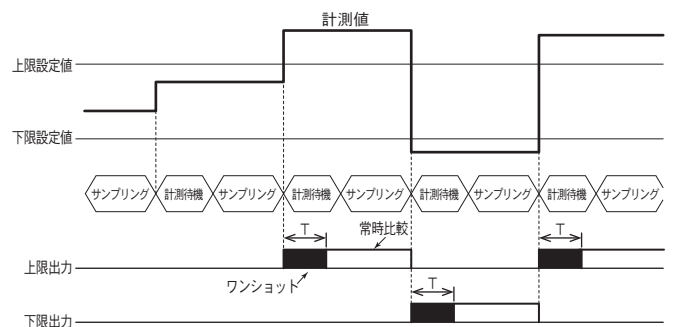 計測値
上限設定値
下限設定値
サンプリング 計測待機 サンプリング 計測待機 サンプリング 計測待機 サンプリング 計測待機 サンプリング
T 常時比較 T
上限出力
ワンショット
T
下限出力